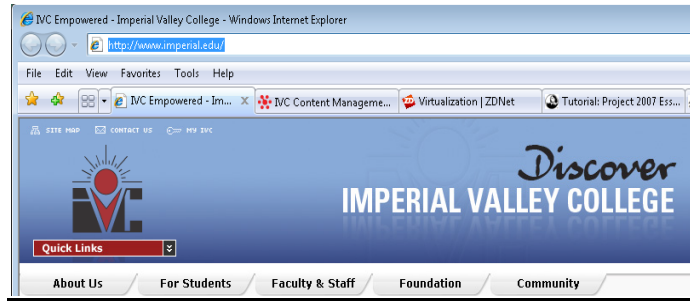 IVC Empowered - Imperial Valley College - Windows Internet Explorer
http://www.imperial.edu/
File Edit View Favorites Tools Help
IVC Empowered - Im... X IVC Content Manageme... Virtualization | ZDNet Tutorial: Project 2007 Ess...
SITE MAP CONTACT US MY IVC
Discover
IVC
IMPERIAL VALLEY COLLEGE
Quick Links
About Us For Students Faculty & Staff Foundation Community